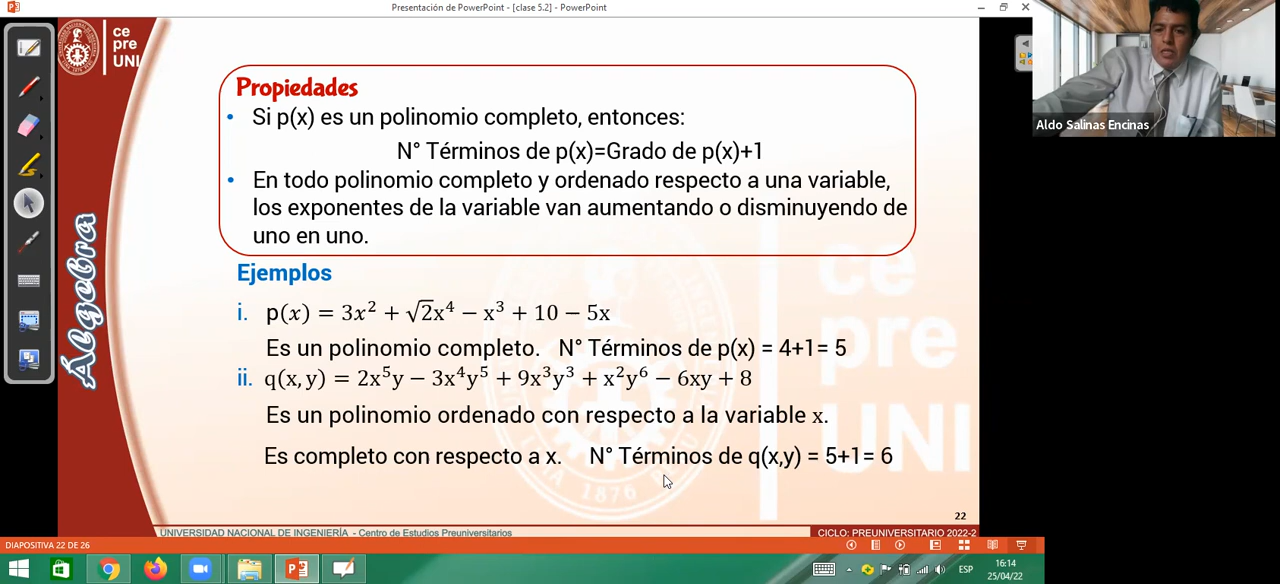 Presentación de PowerPoint - [clase 5.2] - PowerPoint
ce
pre
UNI
Aldo Salinas Encinas
Álgebra
Propiedades
• Si p(x) es un polinomio completo, entonces:
N° Términos de p(x)=Grado de p(x)+1
• En todo polinomio completo y ordenado respecto a una variable,
los exponentes de la variable van aumentando o disminuyendo de
uno en uno.
Ejemplos
i. p(x) = 3x² + √2x⁴ − x³ + 10 − 5x
Es un polinomio completo. N° Términos de p(x) = 4+1= 5
ii. q(x, y) = 2x⁵y − 3x⁴y⁵ + 9x³y³ + x²y⁶ − 6xy + 8
Es un polinomio ordenado con respecto a la variable x.
Es completo con respecto a x. N° Términos de q(x,y) = 5+1= 6
ce
pre
UNI
1876
22
UNIVERSIDAD NACIONAL DE INGENIERÍA - Centro de Estudios Preuniversitarios
CICLO: PREUNIVERSITARIO 2022-2
DIAPOSITIVA 22 DE 26
ESP
16:14
25/04/22